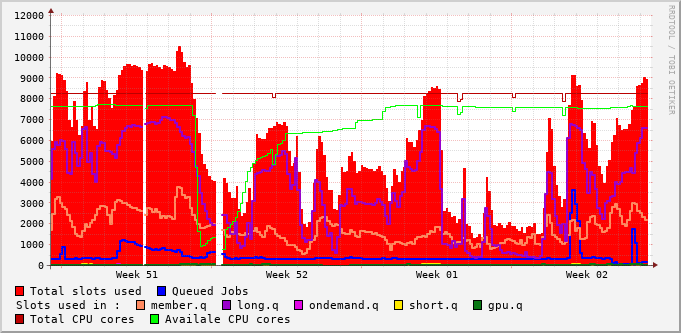 RRDTOOL / TOBI OETIKER
12000
11000
10000
9000
8000
7000
6000
5000
4000
3000
2000
1000
0
Week 51 Week 52 Week 01 Week 02
Total slots used Queued Jobs
Slots used in : member.q long.q ondemand.q short.q gpu.q
Total CPU cores Availale CPU cores